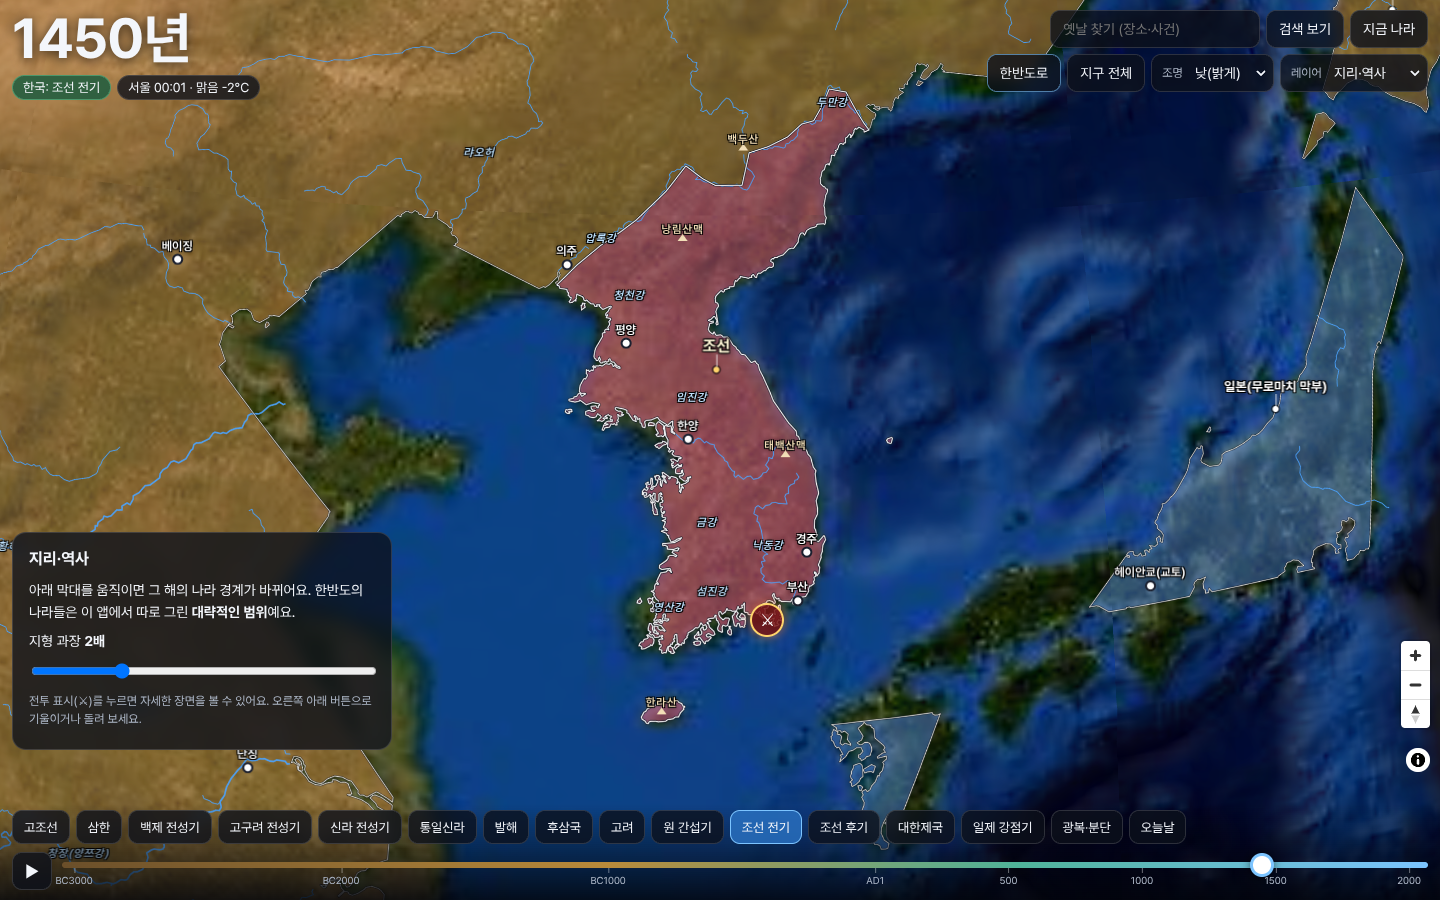 1450년
한국: 조선 전기
서울 00:01 · 맑음 -2°C
옛날 찾기 (장소·사건)
검색 보기
지금 나라
한반도로
지구 전체
조명 낮(밝게)
레이어 지리·역사
두만강
백두산
랴오허
낭림산맥
압록강
베이징
의주
청천강
평양
조선
일본(무로마치 막부)
임진강
한양
태백산맥
금강
낙동강
경주
헤이안쿄(교토)
부산
섬진강
영산강
한라산
지리·역사
아래 막대를 움직이면 그 해의 나라 경계가 바뀌어요. 한반도의
나라들은 이 앱에서 따로 그린 대략적인 범위예요.
지형 과장 2배
전투 표시(⚔)를 누르면 자세한 장면을 볼 수 있어요. 오른쪽 아래 버튼으로
기울이거나 돌려 보세요.
난징
고조선
삼한
백제 전성기
고구려 전성기
신라 전성기
통일신라
발해
후삼국
고려
원 간섭기
조선 전기
조선 후기
대한제국
일제 강점기
광복·분단
오늘날
창장(양쯔강)
BC3000
BC2000
BC1000
AD1
500
1000
1500
2000